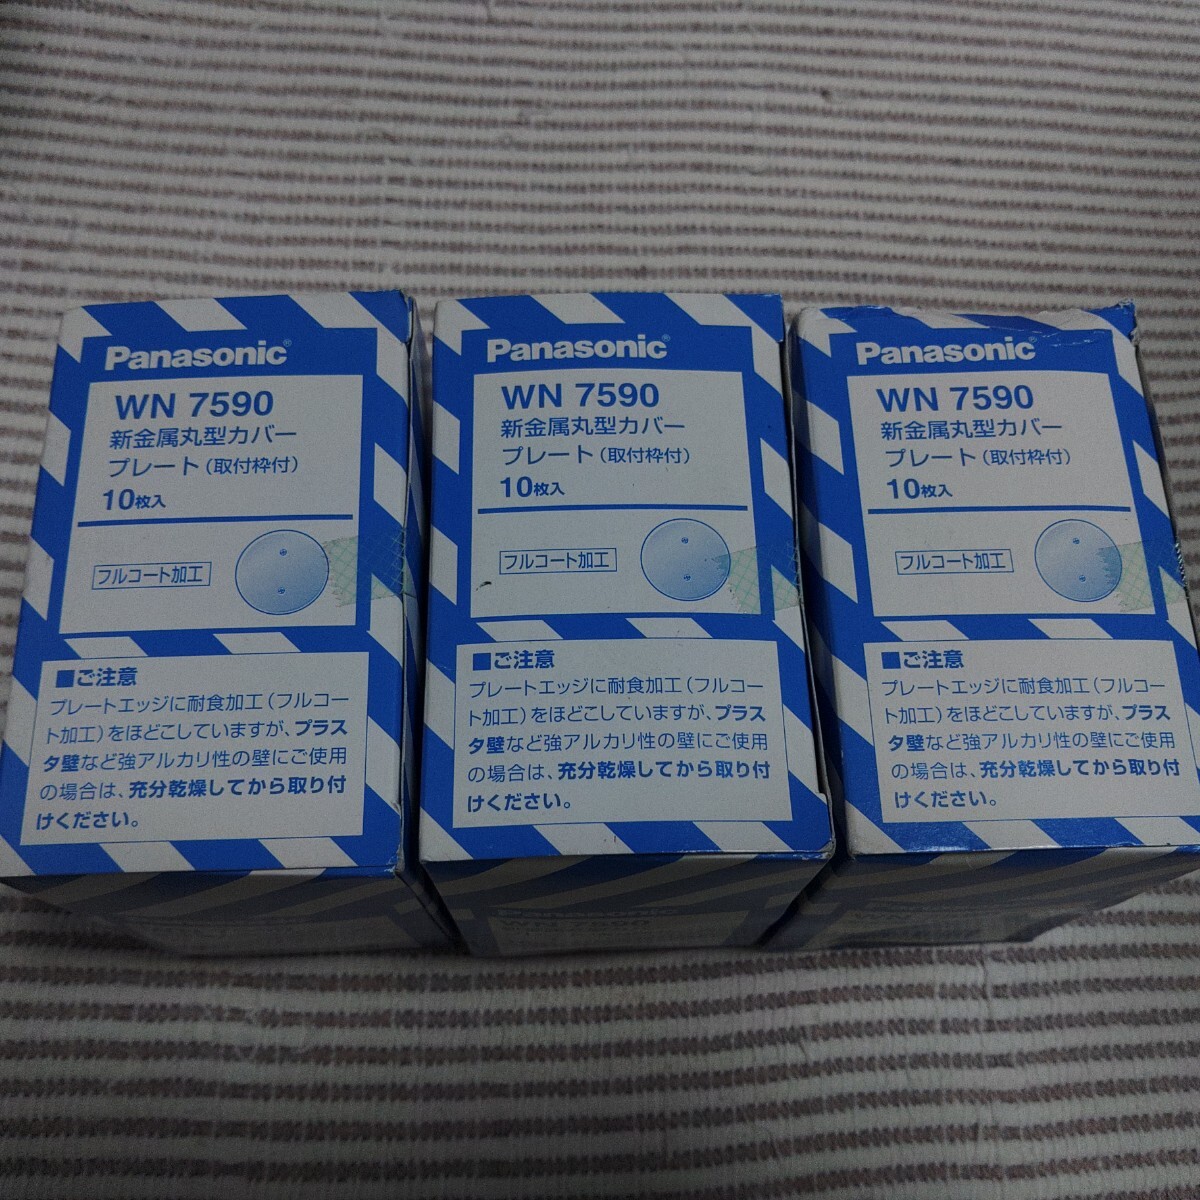 Panasonic®
WN 7590
新金属丸型カバー
プレート(取付枠付)
10枚入
フルコート加工
■ご注意
プレートエッジに耐食加工(フルコー
ト加工)をほどこしていますが、プラス
タ壁など強アルカリ性の壁にご使用
の場合は、充分乾燥してから取り付
けください。
Panasonic®
WN 7590
新金属丸型カバー
プレート(取付枠付)
10枚入
フルコート加工
■ご注意
プレートエッジに耐食加工(フルコー
ト加工)をほどこしていますが、プラス
タ壁など強アルカリ性の壁にご使用
の場合は、充分乾燥してから取り付
けください。
Panasonic
WN 7590
Panasonic®
WN 7590
新金属丸型カバー
プレート(取付枠付)
10枚入
フルコート加工
■ご注意
プレートエッジに耐食加工(フルコー
ト加工)をほどこしていますが、プラス
タ壁など強アルカリ性の壁にご使用
の場合は、充分乾燥してから取り付
けください。